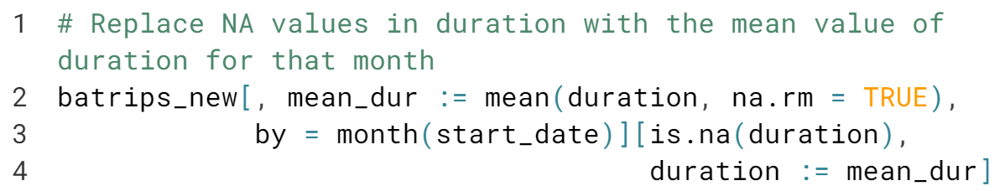 1 # Replace NA values in duration with the mean value of
duration for that month
2 batrips_new[, mean_dur := mean(duration, na.rm = TRUE),
3             by = month(start_date)][is.na(duration),
4                                     duration := mean_dur]